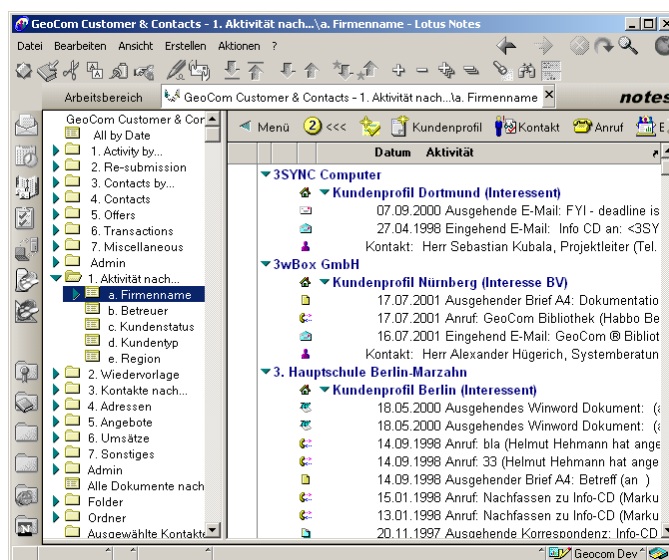 GeoCom Customer & Contacts - 1. Aktivität nach...\a. Firmenname - Lotus Notes
Datei Bearbeiten Ansicht Erstellen Aktionen ?
Arbeitsbereich GeoCom Customer & Contacts - 1. Aktivität nach...\a. Firmenname notes
GeoCom Customer & Cor
All by Date
1. Activity by...
2. Re-submission
3. Contacts by...
4. Contacts
5. Offers
6. Transactions
7. Miscellaneous
Admin
1. Aktivität nach...
a. Firmenname
b. Betreuer
c. Kundenstatus
d. Kundentyp
e. Region
2. Wiedervorlage
3. Kontakte nach...
4. Adressen
5. Angebote
6. Umsätze
7. Sonstiges
Admin
Alle Dokumente nach
Folder
Ordner
Ausgewählte Kontakte
Menü 2 <<< Kundenprofil Kontakt Anruf E.
Datum Aktivität
3SYNC Computer
Kundenprofil Dortmund (Interessent)
07.09.2000 Ausgehende E-Mail: FYI - deadline is
27.04.1998 Eingehend E-Mail: Info CD an: <3SY
Kontakt: Herr Sebastian Kubala, Projektleiter (Tel.
3wBox GmbH
Kundenprofil Nürnberg (Interesse BV)
17.07.2001 Ausgehender Brief A4: Dokumentatio
17.07.2001 Anruf: GeoCom Bibliothek (Habbo Be
16.07.2001 Eingehend E-Mail: GeoCom ® Bibliot
Kontakt: Herr Alexander Hügerich, Systemberatun
3. Hauptschule Berlin-Marzahn
Kundenprofil Berlin (Interessent)
18.05.2000 Ausgehendes Winword Dokument: (a
18.05.2000 Ausgehendes Winword Dokument: (a
14.09.1998 Anruf: bla (Helmut Hehmann hat ange
14.09.1998 Anruf: 33 (Helmut Hehmann hat ange
14.09.1998 Ausgehender Brief A4: Betreff (an )
15.01.1998 Anruf: Nachfassen zu Info-CD (Marku
13.01.1998 Anruf: Nachfassen zu Info-CD (Marku
20.11.1997 Ausgehende Korrespondenz: Info-CD
Geocom Dev